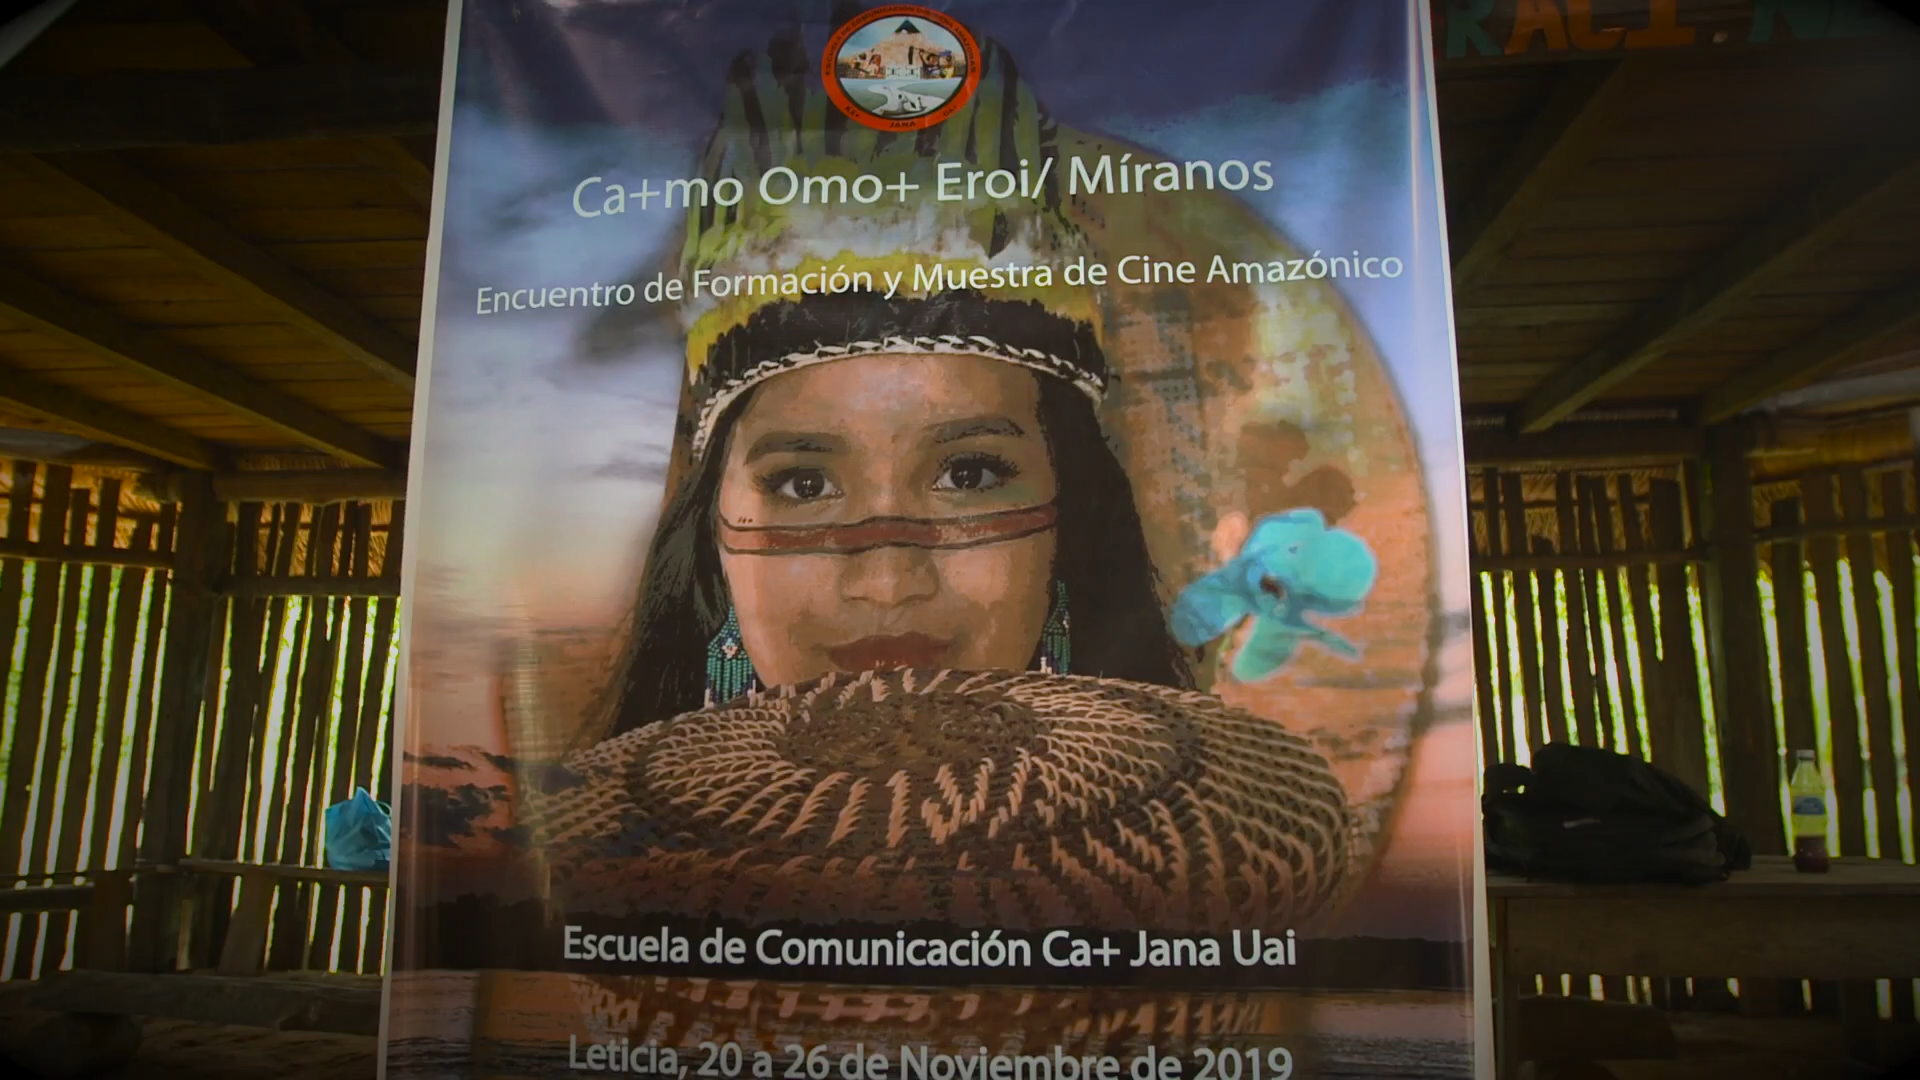 RACI
Ca+mo Omo+ Eroi/ Míranos
Encuentro de Formación y Muestra de Cine Amazónico
Escuela de Comunicación Ca+ Jana Uai
Leticia, 20 a 26 de Noviembre de 2019